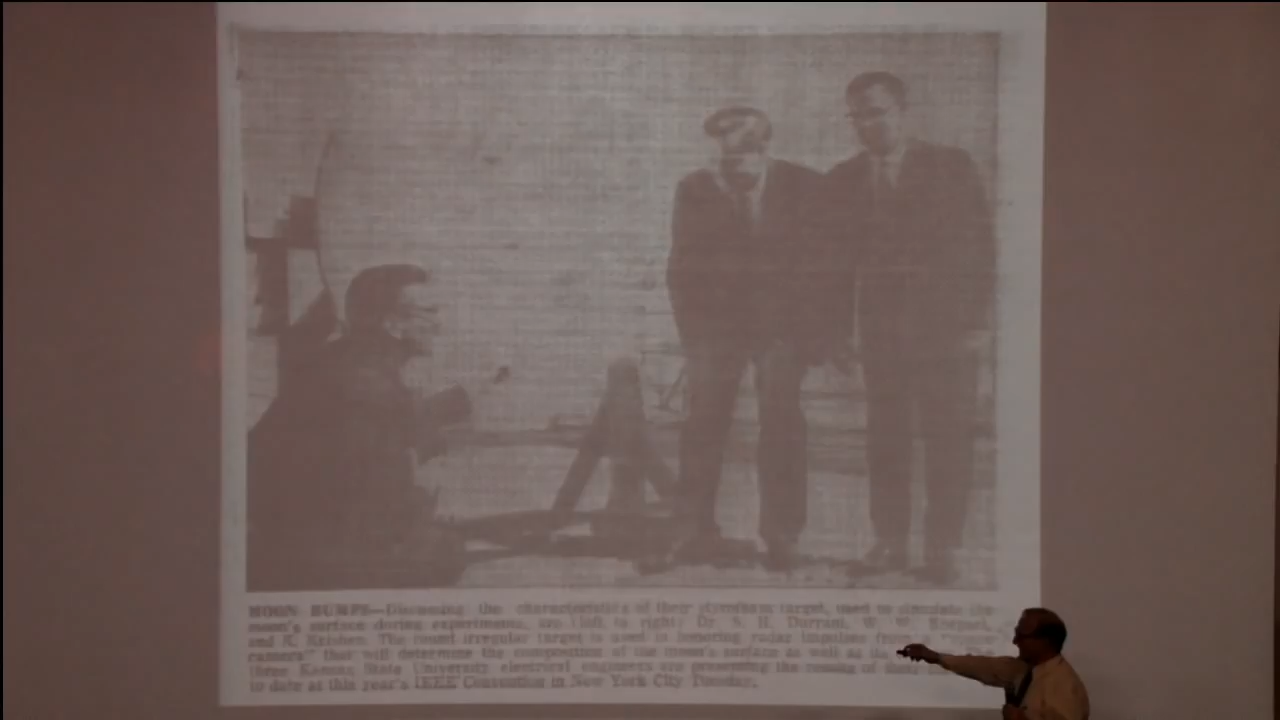 MOON BUMPS—Discussing the characteristics of their styrofoam target, used to simulate the
moon's surface during experiments, are (left to right) Dr. S. H. Durrani, W. W.
and K. Krishen. The round irregular target is used in bouncing radar impulses from a
camera" that will determine the composition of the moon's surface as well as
three Kansas State University electrical engineers are presenting the results of
to date at this year's IEEE Convention in New York City Tuesday.